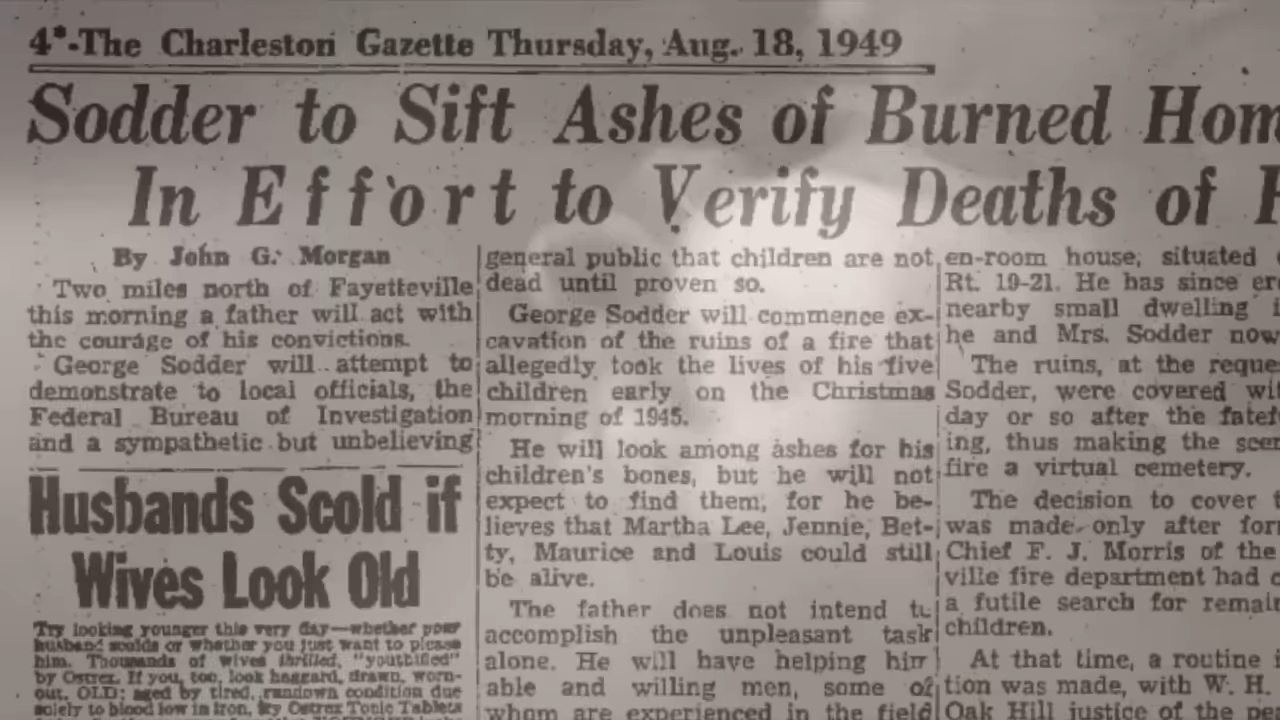 4*-The Charleston Gazette Thursday, Aug. 18, 1949
Sodder to Sift Ashes of Burned Hom
In Effort to Verify Deaths of
By John G. Morgan
Two miles north of Fayetteville
this morning a father will act with
the courage of his convictions.
George Sodder will attempt to
demonstrate to local officials, the
Federal Bureau of Investigation
and a sympathetic but unbelieving
Husbands Scold if
Wives Look Old
Try looking younger this very day—whether your
husband scolds or whether you just want to please
him. Thousands of wives thrilled, "youthified"
by Ostrex. If you, too, look haggard, drawn, worn-
out, OLD; aged by tired, rundown condition due
solely to blood low in iron, try Ostrex Tonic Tablets
general public that children are not
dead until proven so.
George Sodder will commence ex-
cavation of the ruins of a fire that
allegedly took the lives of his five
children early on the Christmas
morning of 1945.
He will look among ashes for his
children's bones, but he will not
expect to find them, for he be-
lieves that Martha Lee, Jennie, Bet-
ty, Maurice and Louis could still
be alive.
The father does not intend to
accomplish the unpleasant task
alone. He will have helping him
able and willing men, some of
whom are experienced in the field
en-room house, situated
Rt. 19-21. He has since er
nearby small dwelling
he and Mrs. Sodder now
The ruins, at the reque
Sodder, were covered wi
day or so after the fatef
ing, thus making the scen
fire a virtual cemetery.
The decision to cover
was made only after for
Chief F. J. Morris of the
ville fire department had
a futile search for remai
children.
At that time, a routine
tion was made, with W. H.
Oak Hill justice of the pe